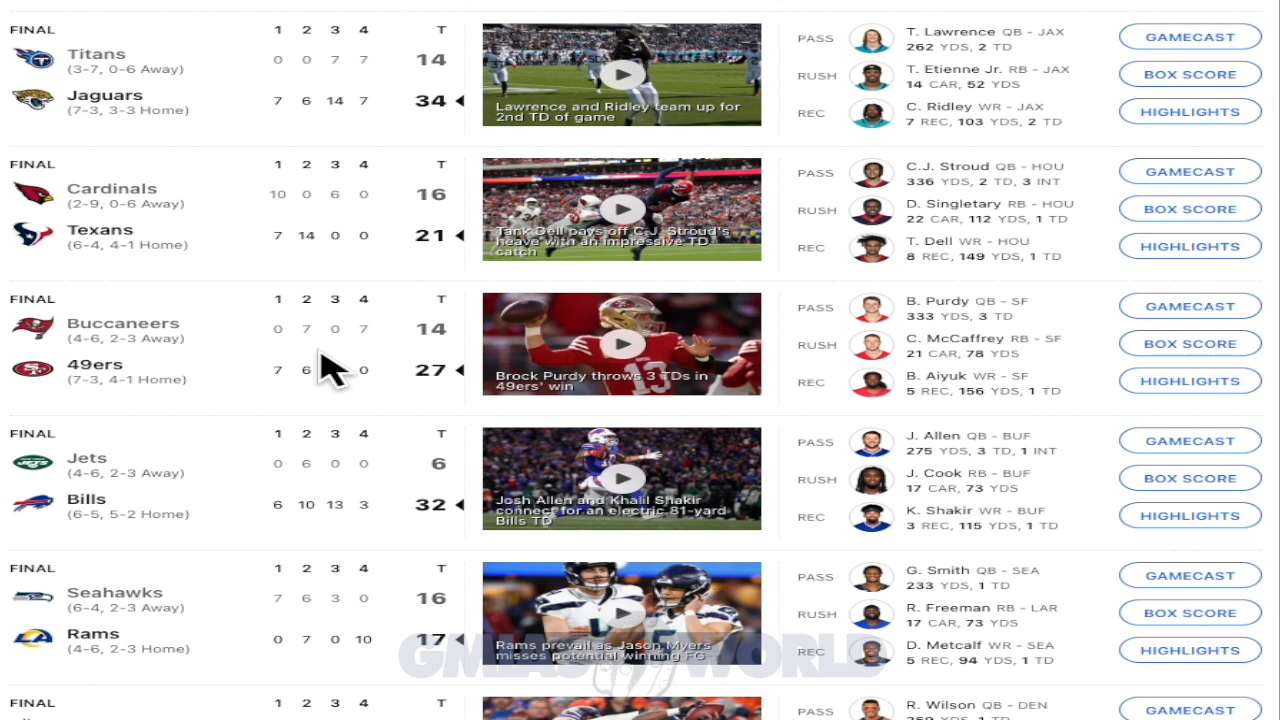 FINAL 1 2 3 4 T
Titans 0 0 7 7 14
(3-7, 0-6 Away)
Jaguars 7 6 14 7 34
(7-3, 3-3 Home)
Lawrence and Ridley team up for
2nd TD of game
PASS T. Lawrence QB - JAX
262 YDS, 2 TD
RUSH T. Etienne Jr. RB - JAX
14 CAR, 52 YDS
REC C. Ridley WR - JAX
7 REC, 103 YDS, 2 TD
GAMECAST
BOX SCORE
HIGHLIGHTS
FINAL 1 2 3 4 T
Cardinals 10 0 6 0 16
(2-9, 0-6 Away)
Texans 7 14 0 0 21
(6-4, 4-1 Home)
Tank Dell pays off C.J. Stroud's
heave with an impressive TD
catch
PASS C.J. Stroud QB - HOU
336 YDS, 2 TD, 3 INT
RUSH D. Singletary RB - HOU
22 CAR, 112 YDS, 1 TD
REC T. Dell WR - HOU
8 REC, 149 YDS, 1 TD
GAMECAST
BOX SCORE
HIGHLIGHTS
FINAL 1 2 3 4 T
Buccaneers 0 7 0 7 14
(4-6, 2-3 Away)
49ers 7 6 0 27
(7-3, 4-1 Home)
13
Brock Purdy throws 3 TDs in
49ers' win
PASS B. Purdy QB - SF
333 YDS, 3 TD
RUSH C. McCaffrey RB - SF
21 CAR, 78 YDS
REC B. Aiyuk WR - SF
5 REC, 156 YDS, 1 TD
GAMECAST
BOX SCORE
HIGHLIGHTS
FINAL 1 2 3 4 T
Jets 0 6 0 0 6
(4-6, 2-3 Away)
Bills 6 10 13 3 32
(6-5, 5-2 Home)
Josh Allen and Khalil Shakir
connect for an electric 81-yard
Bills TD
PASS J. Allen QB - BUF
275 YDS, 3 TD, 1 INT
RUSH J. Cook RB - BUF
17 CAR, 73 YDS
REC K. Shakir WR - BUF
3 REC, 115 YDS, 1 TD
GAMECAST
BOX SCORE
HIGHLIGHTS
FINAL 1 2 3 4 T
Seahawks 7 6 3 0 16
(6-4, 2-3 Away)
Rams 0 7 0 10 17
(4-6, 2-3 Home)
Rams prevail as Jason Myers
misses potential winning FG
PASS G. Smith QB - SEA
233 YDS, 1 TD
RUSH R. Freeman RB - LAR
17 CAR, 73 YDS
REC D. Metcalf WR - SEA
5 REC, 94 YDS, 1 TD
GAMECAST
BOX SCORE
HIGHLIGHTS
WORLD
FINAL 1 2 3 4 T
PASS R. Wilson QB - DEN
GAMECAST